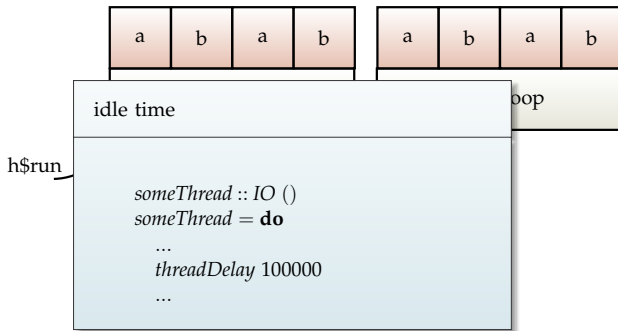 a b a b a b a b
oop
idle time
h$run
someThread :: IO ()
someThread = do
...
threadDelay 100000
...